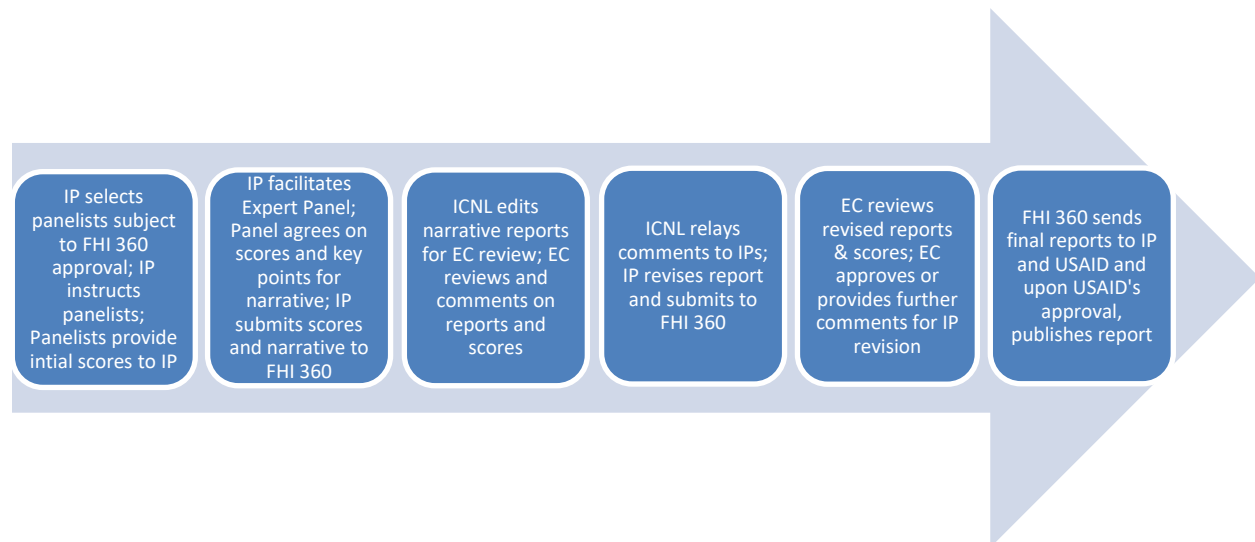 IP selects
panelists subject
to FHI 360
approval; IP
instructs
panelists;
Panelists provide
intial scores to IP
IP facilitates
Expert Panel;
Panel agrees on
scores and key
points for
narrative; IP
submits scores
and narrative to
FHI 360
ICNL edits
narrative reports
for EC review; EC
reviews and
comments on
reports and
scores
ICNL relays
comments to IPs;
IP revises report
and submits to
FHI 360
EC reviews
revised reports
& scores; EC
approves or
provides further
comments for IP
revision
FHI 360 sends
final reports to IP
and USAID and
upon USAID's
approval,
publishes report